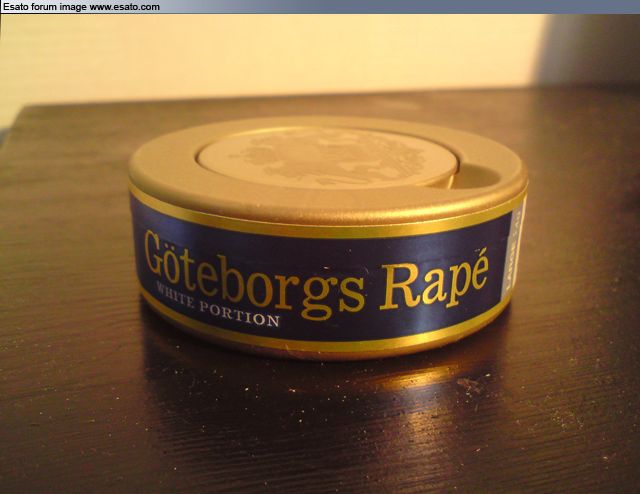 Esato forum image www.esato.com
Göteborgs Rapé
WHITE PORTION